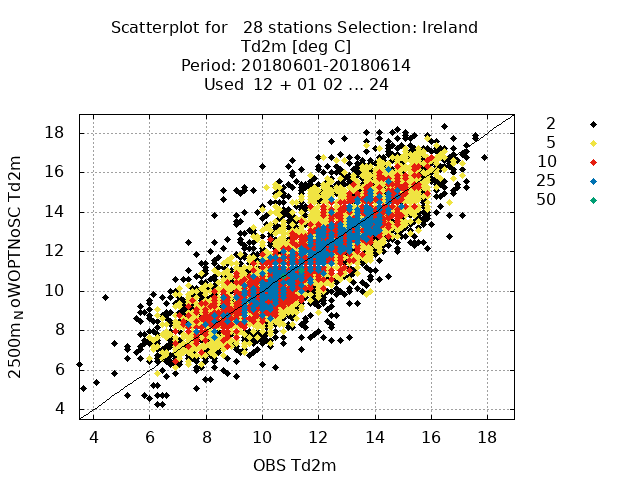 Scatterplot for 28 stations Selection: Ireland
Td2m [deg C]
Period: 20180601-20180614
Used 12 + 01 02 ... 24
2500m_NoWOPTNoSC Td2m
18
16
14
12
10
8
6
4
4 6 8 10 12 14 16 18
OBS Td2m
2
5
10
25
50